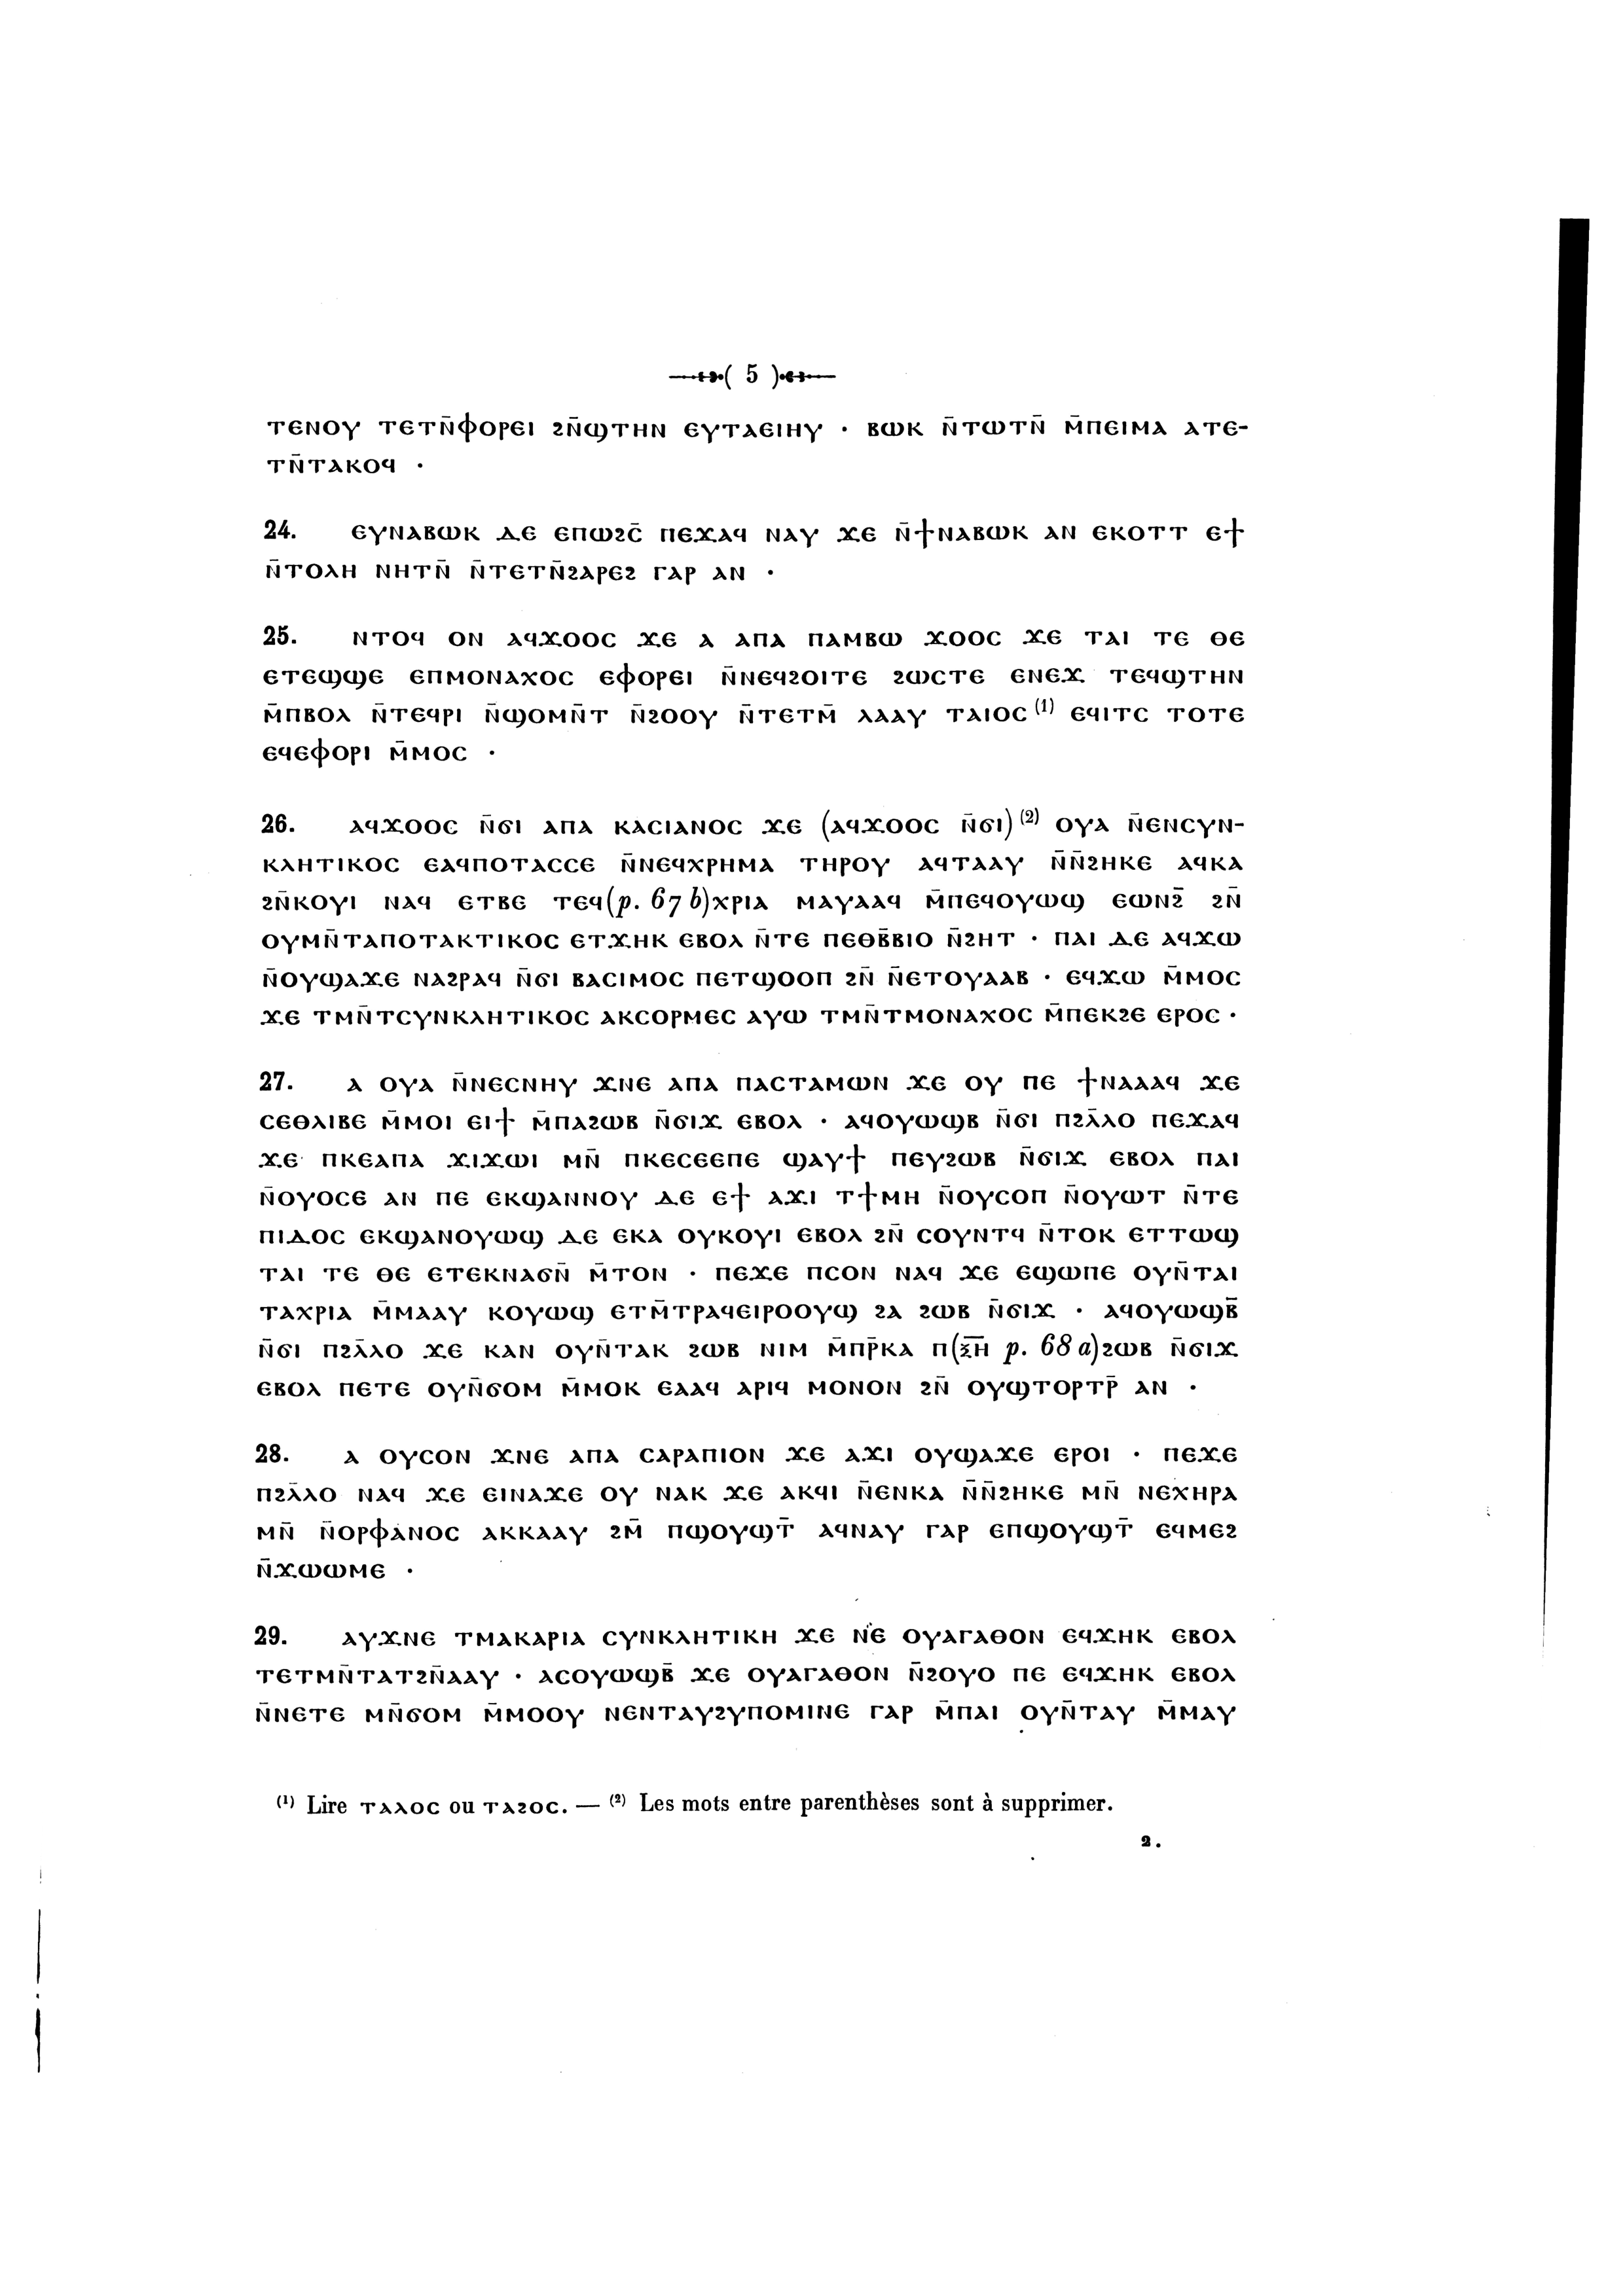 ( 5 )
ⲧⲉⲛⲟⲩ ⲧⲉⲧⲛ̄ⲫⲟⲣⲉⲓ ϩⲛ̄ϣⲧⲏⲛ ⲉⲩⲧⲁⲉⲓⲏⲩ · ⲃⲱⲕ ⲛ̄ⲧⲱⲧⲛ̄ ⲙ̄ⲡⲉⲓⲙⲁ ⲁⲧⲉ-
ⲧⲛ̄ⲧⲁⲕⲟϥ ·
24. ⲉⲩⲛⲁⲃⲱⲕ ⲇⲉ ⲉⲡⲱϩⲥ̄ ⲡⲉϫⲁϥ ⲛⲁⲩ ϫⲉ ⲛ̄ϯⲛⲁⲃⲱⲕ ⲁⲛ ⲉⲕⲟⲧⲧ ⲉϯ
ⲛ̄ⲧⲟⲗⲏ ⲛⲏⲧⲛ̄ ⲛ̄ⲧⲉⲧⲛ̄ϩⲁⲣⲉϩ ⲅⲁⲣ ⲁⲛ ·
25. ⲛⲧⲟϥ ⲟⲛ ⲁϥϫⲟⲟⲥ ϫⲉ ⲁ ⲁⲡⲁ ⲡⲁⲙⲃⲱ ϫⲟⲟⲥ ϫⲉ ⲧⲁⲓ ⲧⲉ ⲑⲉ
ⲉⲧⲉϣϣⲉ ⲉⲡⲙⲟⲛⲁⲭⲟⲥ ⲉⲫⲟⲣⲉⲓ ⲛ̄ⲛⲉϥϩⲟⲓⲧⲉ ϩⲱⲥⲧⲉ ⲉⲛⲉϫ ⲧⲉϥϣⲧⲏⲛ
ⲙ̄ⲡⲃⲟⲗ ⲛ̄ⲧⲉϥⲣⲓ ⲛ̄ϣⲟⲙⲛ̄ⲧ ⲛ̄ϩⲟⲟⲩ ⲛ̄ⲧⲉⲧⲙ̄ ⲗⲁⲁⲩ ⲧⲁⲓⲟⲥ (1) ⲉϥⲓⲧⲥ ⲧⲟⲧⲉ
ⲉϥⲉⲫⲟⲣⲓ ⲙ̄ⲙⲟⲥ ·
26. ⲁϥϫⲟⲟⲥ ⲛ̄ϭⲓ ⲁⲡⲁ ⲕⲁⲥⲓⲁⲛⲟⲥ ϫⲉ (ⲁϥϫⲟⲟⲥ ⲛ̄ϭⲓ) (2) ⲟⲩⲁ ⲛ̄ⲉⲛⲥⲩⲛ-
ⲕⲗⲏⲧⲓⲕⲟⲥ ⲉⲁϥⲡⲟⲧⲁⲥⲥⲉ ⲛ̄ⲛⲉϥⲭⲣⲏⲙⲁ ⲧⲏⲣⲟⲩ ⲁϥⲧⲁⲁⲩ ⲛ̄ⲛ̄ϩⲏⲕⲉ ⲁϥⲕⲁ
ϩⲛ̄ⲕⲟⲩⲓ ⲛⲁϥ ⲉⲧⲃⲉ ⲧⲉϥ(p. 67 b)ⲭⲣⲓⲁ ⲙⲁⲩⲁⲁϥ ⲙ̄ⲡⲉϥⲟⲩⲱϣ ⲉⲱⲛϩ̄ ϩⲛ̄
ⲟⲩⲙⲛ̄ⲧⲁⲡⲟⲧⲁⲕⲧⲓⲕⲟⲥ ⲉⲧϫⲏⲕ ⲉⲃⲟⲗ ⲛ̄ⲧⲉ ⲡⲉⲑⲃ̄ⲃⲓⲟ ⲛ̄ϩⲏⲧ · ⲡⲁⲓ ⲇⲉ ⲁϥϫⲱ
ⲛ̄ⲟⲩϣⲁϫⲉ ⲛⲁϩⲣⲁϥ ⲛ̄ϭⲓ ⲃⲁⲥⲓⲙⲟⲥ ⲡⲉⲧϣⲟⲟⲡ ϩⲛ̄ ⲛ̄ⲉⲧⲟⲩⲁⲁⲃ · ⲉϥϫⲱ ⲙ̄ⲙⲟⲥ
ϫⲉ ⲧⲙⲛ̄ⲧⲥⲩⲛⲕⲗⲏⲧⲓⲕⲟⲥ ⲁⲕⲥⲟⲣⲙⲉⲥ ⲁⲩⲱ ⲧⲙⲛ̄ⲧⲙⲟⲛⲁⲭⲟⲥ ⲙ̄ⲡⲉⲕϩⲉ ⲉⲣⲟⲥ ·
27. ⲁ ⲟⲩⲁ ⲛ̄ⲛⲉⲥⲛⲏⲩ ϫⲛⲉ ⲁⲡⲁ ⲡⲁⲥⲧⲁⲙⲱⲛ ϫⲉ ⲟⲩ ⲡⲉ ϯⲛⲁⲁⲁϥ ϫⲉ
ⲥⲉⲑⲗⲓⲃⲉ ⲙ̄ⲙⲟⲓ ⲉⲓϯ ⲙ̄ⲡⲁϩⲱⲃ ⲛ̄ϭⲓϫ ⲉⲃⲟⲗ · ⲁϥⲟⲩⲱϣⲃ ⲛ̄ϭⲓ ⲡϩⲗ̄ⲗⲟ ⲡⲉϫⲁϥ
ϫⲉ ⲡⲕⲉⲁⲡⲁ ϫⲓϫⲱⲓ ⲙⲛ̄ ⲡⲕⲉⲥⲉⲉⲡⲉ ϣⲁⲩϯ ⲡⲉⲩϩⲱⲃ ⲛ̄ϭⲓϫ ⲉⲃⲟⲗ ⲡⲁⲓ
ⲛ̄ⲟⲩⲟⲥⲉ ⲁⲛ ⲡⲉ ⲉⲕϣⲁⲛⲛⲟⲩ ⲇⲉ ⲉϯ ⲁϫⲓ ⲧϯⲙⲏ ⲛ̄ⲟⲩⲥⲟⲡ ⲛ̄ⲟⲩⲱⲧ ⲛ̄ⲧⲉ
ⲡⲓⲇⲟⲥ ⲉⲕϣⲁⲛⲟⲩⲱϣ ⲇⲉ ⲉⲕⲁ ⲟⲩⲕⲟⲩⲓ ⲉⲃⲟⲗ ϩⲛ̄ ⲥⲟⲩⲛⲧϥ ⲛ̄ⲧⲟⲕ ⲉⲧⲧⲱϣ
ⲧⲁⲓ ⲧⲉ ⲑⲉ ⲉⲧⲉⲕⲛⲁϭⲛ̄ ⲙ̄ⲧⲟⲛ · ⲡⲉϫⲉ ⲡⲥⲟⲛ ⲛⲁϥ ϫⲉ ⲉϣⲱⲡⲉ ⲟⲩⲛ̄ⲧⲁⲓ
ⲧⲁⲭⲣⲓⲁ ⲙ̄ⲙⲁⲁⲩ ⲕⲟⲩⲱϣ ⲉⲧⲙ̄ⲧⲣⲁϥⲉⲓⲣⲟⲟⲩϣ ϩⲁ ϩⲱⲃ ⲛ̄ϭⲓϫ · ⲁϥⲟⲩⲱϣⲃ̄
ⲛ̄ϭⲓ ⲡϩⲗ̄ⲗⲟ ϫⲉ ⲕⲁⲛ ⲟⲩⲛ̄ⲧⲁⲕ ϩⲱⲃ ⲛⲓⲙ ⲙ̄ⲡⲣ̄ⲕⲁ ⲡ(ⲝ̄ⲏ̄ p. 68 a)ϩⲱⲃ ⲛ̄ϭⲓϫ
ⲉⲃⲟⲗ ⲡⲉⲧⲉ ⲟⲩⲛ̄ϭⲟⲙ ⲙ̄ⲙⲟⲕ ⲉⲁⲁϥ ⲁⲣⲓϥ ⲙⲟⲛⲟⲛ ϩⲛ̄ ⲟⲩϣⲧⲟⲣⲧⲣ̄ ⲁⲛ ·
28. ⲁ ⲟⲩⲥⲟⲛ ϫⲛⲉ ⲁⲡⲁ ⲥⲁⲣⲁⲡⲓⲟⲛ ϫⲉ ⲁϫⲓ ⲟⲩϣⲁϫⲉ ⲉⲣⲟⲓ · ⲡⲉϫⲉ
ⲡϩⲗ̄ⲗⲟ ⲛⲁϥ ϫⲉ ⲉⲓⲛⲁϫⲉ ⲟⲩ ⲛⲁⲕ ϫⲉ ⲁⲕϥⲓ ⲛ̄ⲉⲛⲕⲁ ⲛ̄ⲛ̄ϩⲏⲕⲉ ⲙⲛ̄ ⲛⲉⲭⲏⲣⲁ
ⲙⲛ̄ ⲛ̄ⲟⲣⲫⲁⲛⲟⲥ ⲁⲕⲕⲁⲁⲩ ϩⲙ̄ ⲡϣⲟⲩϣⲧ̄ ⲁϥⲛⲁⲩ ⲅⲁⲣ ⲉⲡϣⲟⲩϣⲧ̄ ⲉϥⲙⲉϩ
ⲛ̄ϫⲱⲱⲙⲉ ·
29. ⲁⲩϫⲛⲉ ⲧⲙⲁⲕⲁⲣⲓⲁ ⲥⲩⲛⲕⲗⲏⲧⲓⲕⲏ ϫⲉ ⲛⲉ ⲟⲩⲁⲅⲁⲑⲟⲛ ⲉϥϫⲏⲕ ⲉⲃⲟⲗ
ⲧⲉⲧⲙⲛ̄ⲧⲁⲧϩⲛ̄ⲁⲁⲩ · ⲁⲥⲟⲩⲱϣⲃ̄ ϫⲉ ⲟⲩⲁⲅⲁⲑⲟⲛ ⲛ̄ϩⲟⲩⲟ ⲡⲉ ⲉϥϫⲏⲕ ⲉⲃⲟⲗ
ⲛ̄ⲛⲉⲧⲉ ⲙⲛ̄ϭⲟⲙ ⲙ̄ⲙⲟⲟⲩ ⲛⲉⲛⲧⲁⲩϩⲩⲡⲟⲙⲓⲛⲉ ⲅⲁⲣ ⲙ̄ⲡⲁⲓ ⲟⲩⲛ̄ⲧⲁⲩ ⲙ̄ⲙⲁⲩ
(1) Lire ⲧⲁⲗⲟⲥ ou ⲧⲁϩⲟⲥ. — (2) Les mots entre parenthèses sont à supprimer.
2.